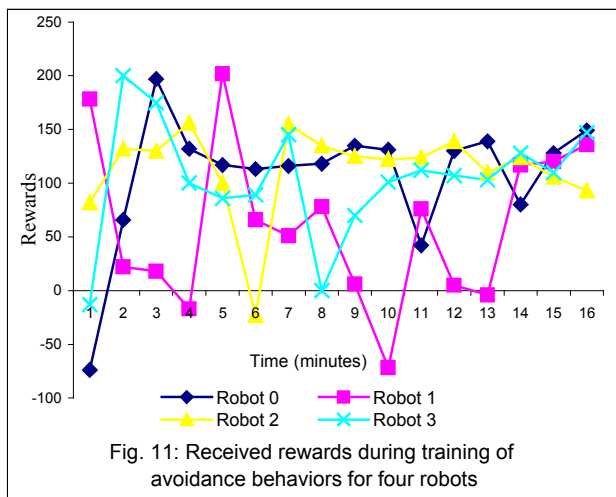 250
200
150
100
50
0
-50
-100
Rewards
1 2 3 4 5 6 7 8 9 10 11 12 13 14 15 16
Time (minutes)
Robot 0
Robot 1
Robot 2
Robot 3
Fig. 11: Received rewards during training of
avoidance behaviors for four robots